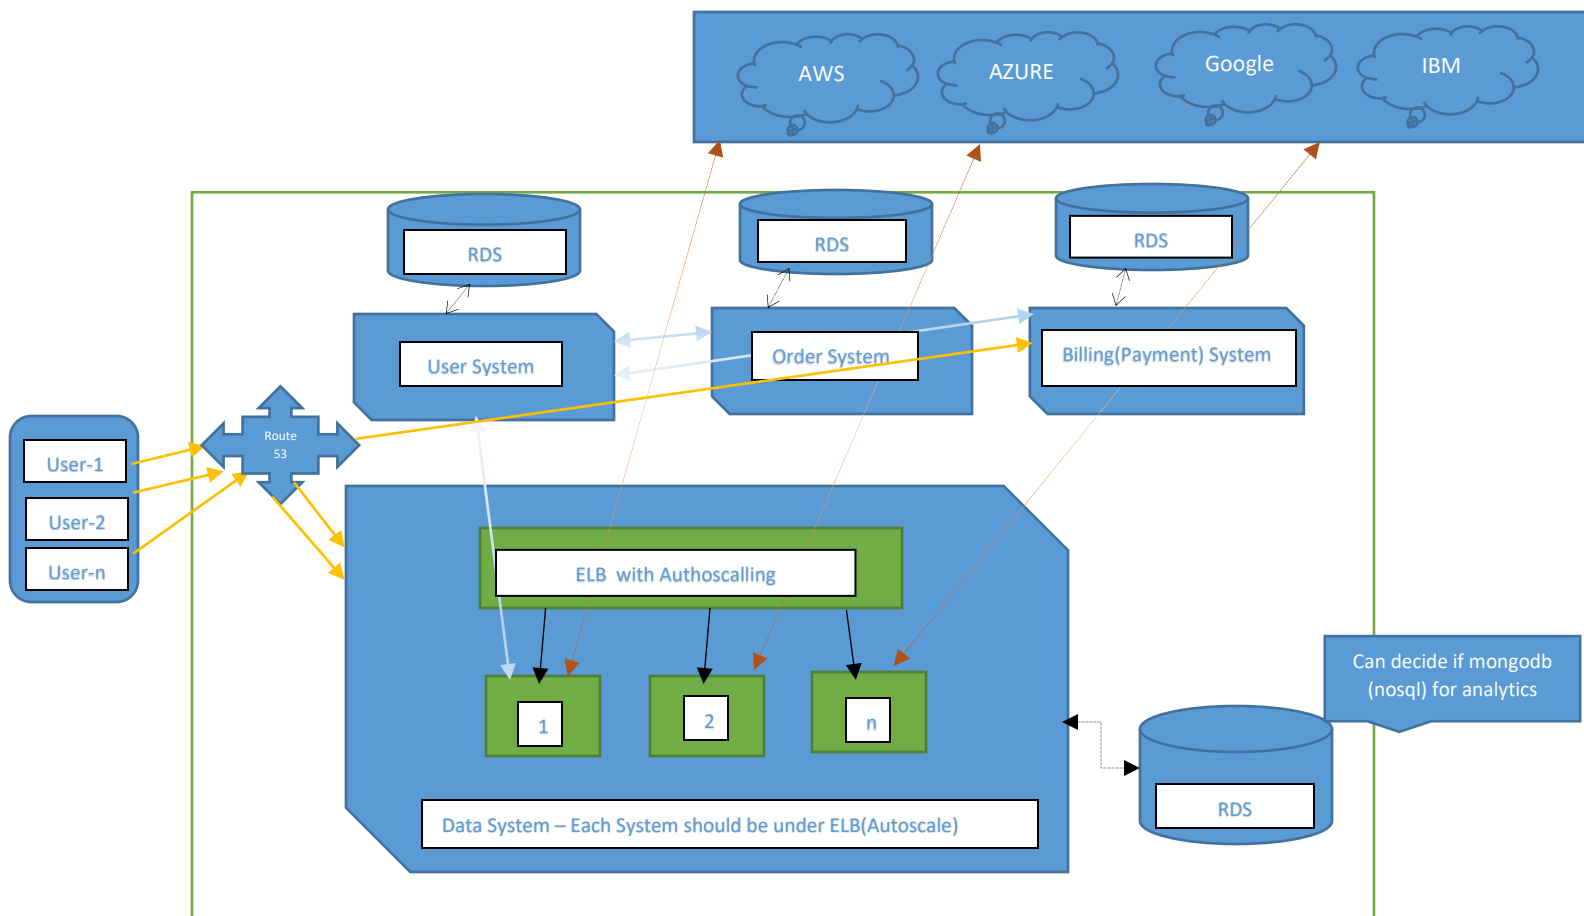 AWS
AZURE
Google
IBM
RDS
RDS
RDS
User System
Order System
Billing(Payment) System
Route
53
User-1
User-2
User-n
ELB  with Authoscalling
1
2
n
Data System – Each System should be under ELB(Autoscale)
Can decide if mongodb
(nosql) for analytics
RDS